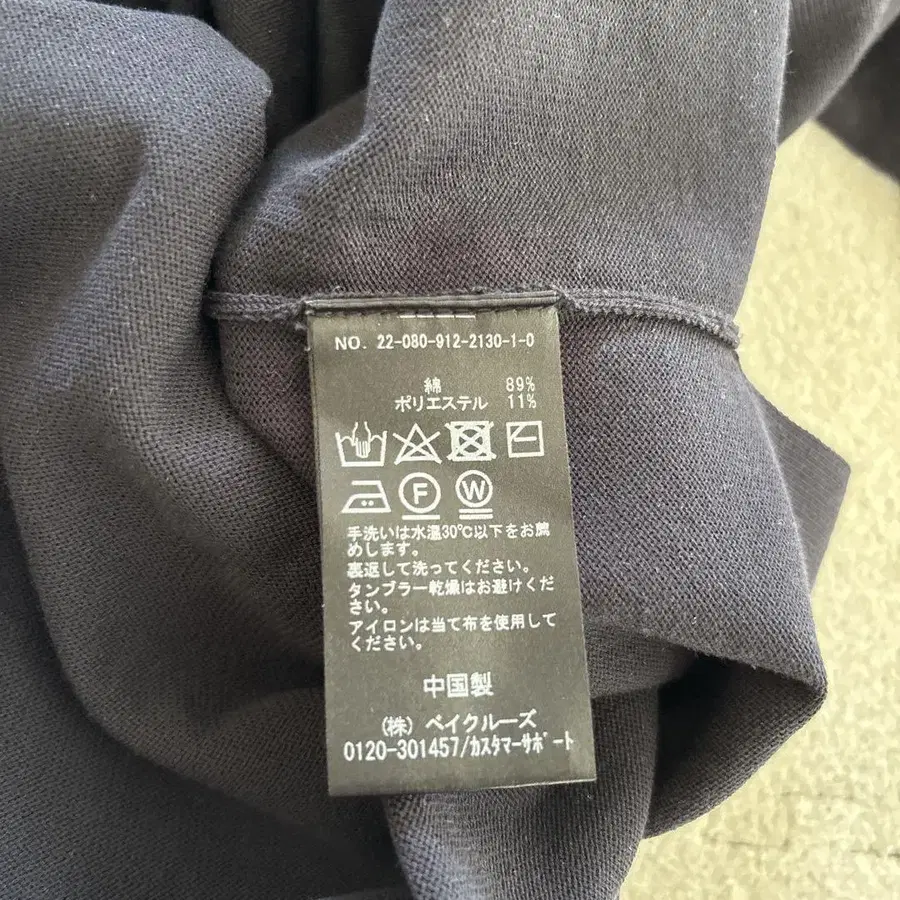 NO. 22-080-912-2130-1-0
綿 89%
ポリエステル 11%
F W
手洗いは水温30℃以下をお薦
めします。
裏返して洗ってください。
タンブラー乾燥はお避けくだ
さい。
アイロンは当て布を使用して
ください。
中国製
(株) ベイクルーズ
0120-301457/カスタマーサポート